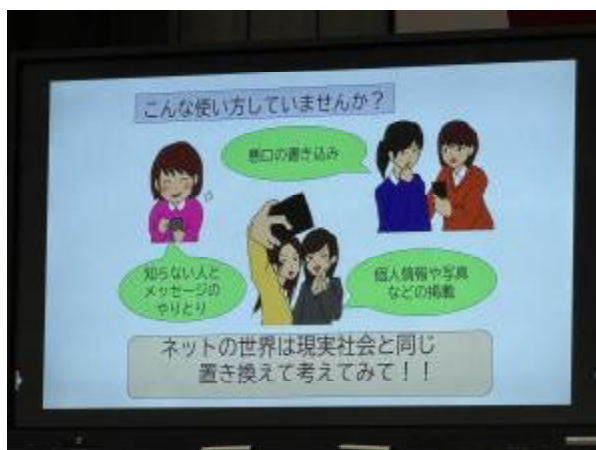 こんな使い方していませんか？
悪口の書き込み
知らない人と
メッセージの
やりとり
個人情報や写真
などの掲載
ネットの世界は現実社会と同じ
置き換えて考えてみて！！